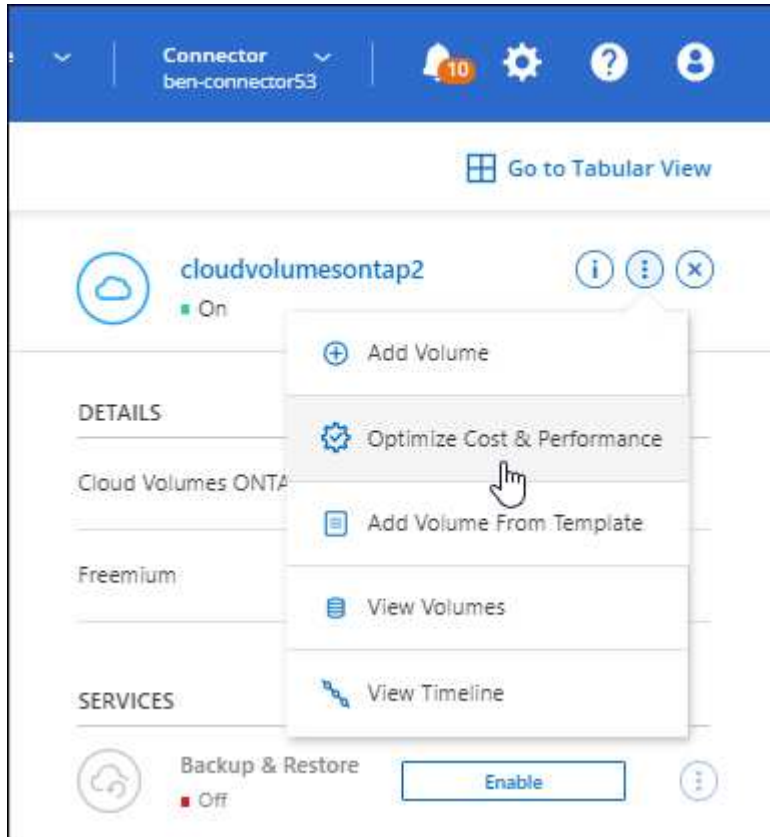 Connector
ben-connector53
10
Go to Tabular View
cloudvolumesontap2
On
Add Volume
DETAILS
Optimize Cost & Performance
Cloud Volumes ONTA
Add Volume From Template
Freemium
View Volumes
View Timeline
SERVICES
Backup & Restore
Enable
Off